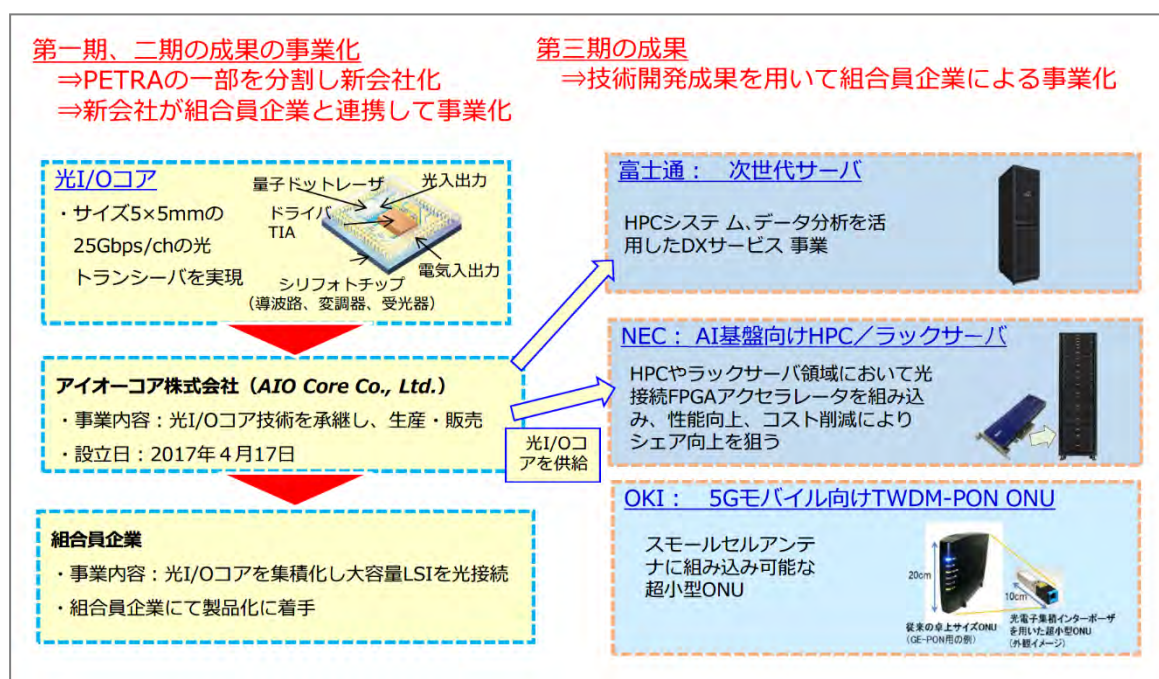 第一期、二期の成果の事業化
⇒PETRAの一部を分割し新会社化
⇒新会社が組合員企業と連携して事業化
光I/Oコア
・サイズ5×5mmの
25Gbps/chの光
トランシーバを実現
量子ドットレーザ
光入出力
ドライバ
TIA
電気入出力
シリフォトチップ
（導波路、変調器、受光器）
アイオーコア株式会社（AIO Core Co., Ltd.）
・事業内容：光I/Oコア技術を承継し、生産・販売
・設立日：2017年４月17日
光I/Oコ
アを供給
組合員企業
・事業内容：光I/Oコアを集積化し大容量LSIを光接続
・組合員企業にて製品化に着手
第三期の成果
⇒技術開発成果を用いて組合員企業による事業化
富士通： 次世代サーバ
HPCシステ ム、データ分析を活
用したDXサービス 事業
NEC： AI基盤向けHPC／ラックサーバ
HPCやラックサーバ領域において光
接続FPGAアクセラレータを組み込
み、性能向上、コスト削減により
シェア向上を狙う
OKI： 5Gモバイル向けTWDM-PON ONU
スモールセルアンテ
ナに組み込み可能な
超小型ONU
20cm
10cm
従来の卓上サイズONU
（GE-PON用の例）
光電子集積インターポーザ
を用いた超小型ONU
（外観イメージ）